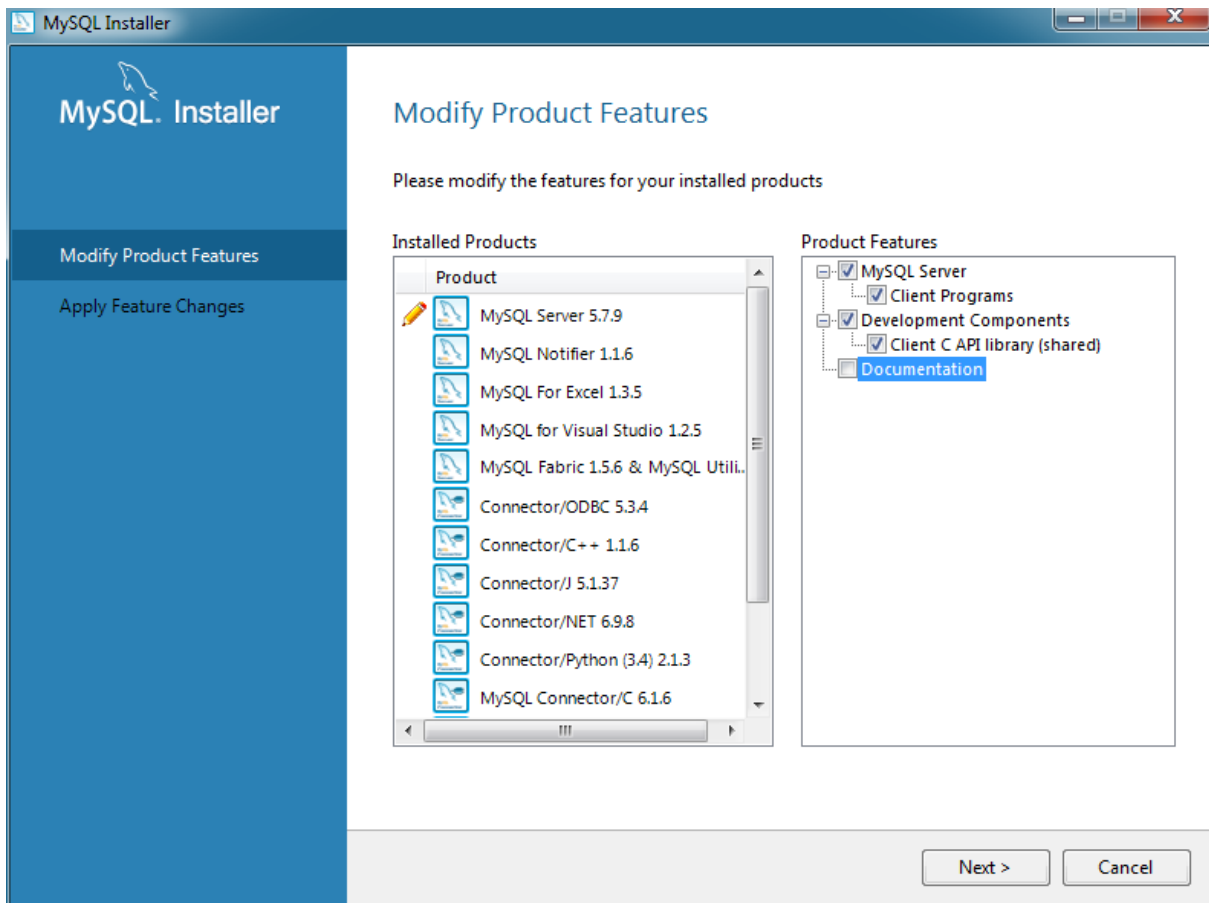 MySQL Installer
MySQL. Installer
Modify Product Features
Apply Feature Changes
Modify Product Features
Please modify the features for your installed products
Installed Products
Product
MySQL Server 5.7.9
MySQL Notifier 1.1.6
MySQL For Excel 1.3.5
MySQL for Visual Studio 1.2.5
MySQL Fabric 1.5.6 & MySQL Utili..
Connector/ODBC 5.3.4
Connector/C++ 1.1.6
Connector/J 5.1.37
Connector/NET 6.9.8
Connector/Python (3.4) 2.1.3
MySQL Connector/C 6.1.6
Product Features
MySQL Server
Client Programs
Development Components
Client C API library (shared)
Documentation
Next >
Cancel